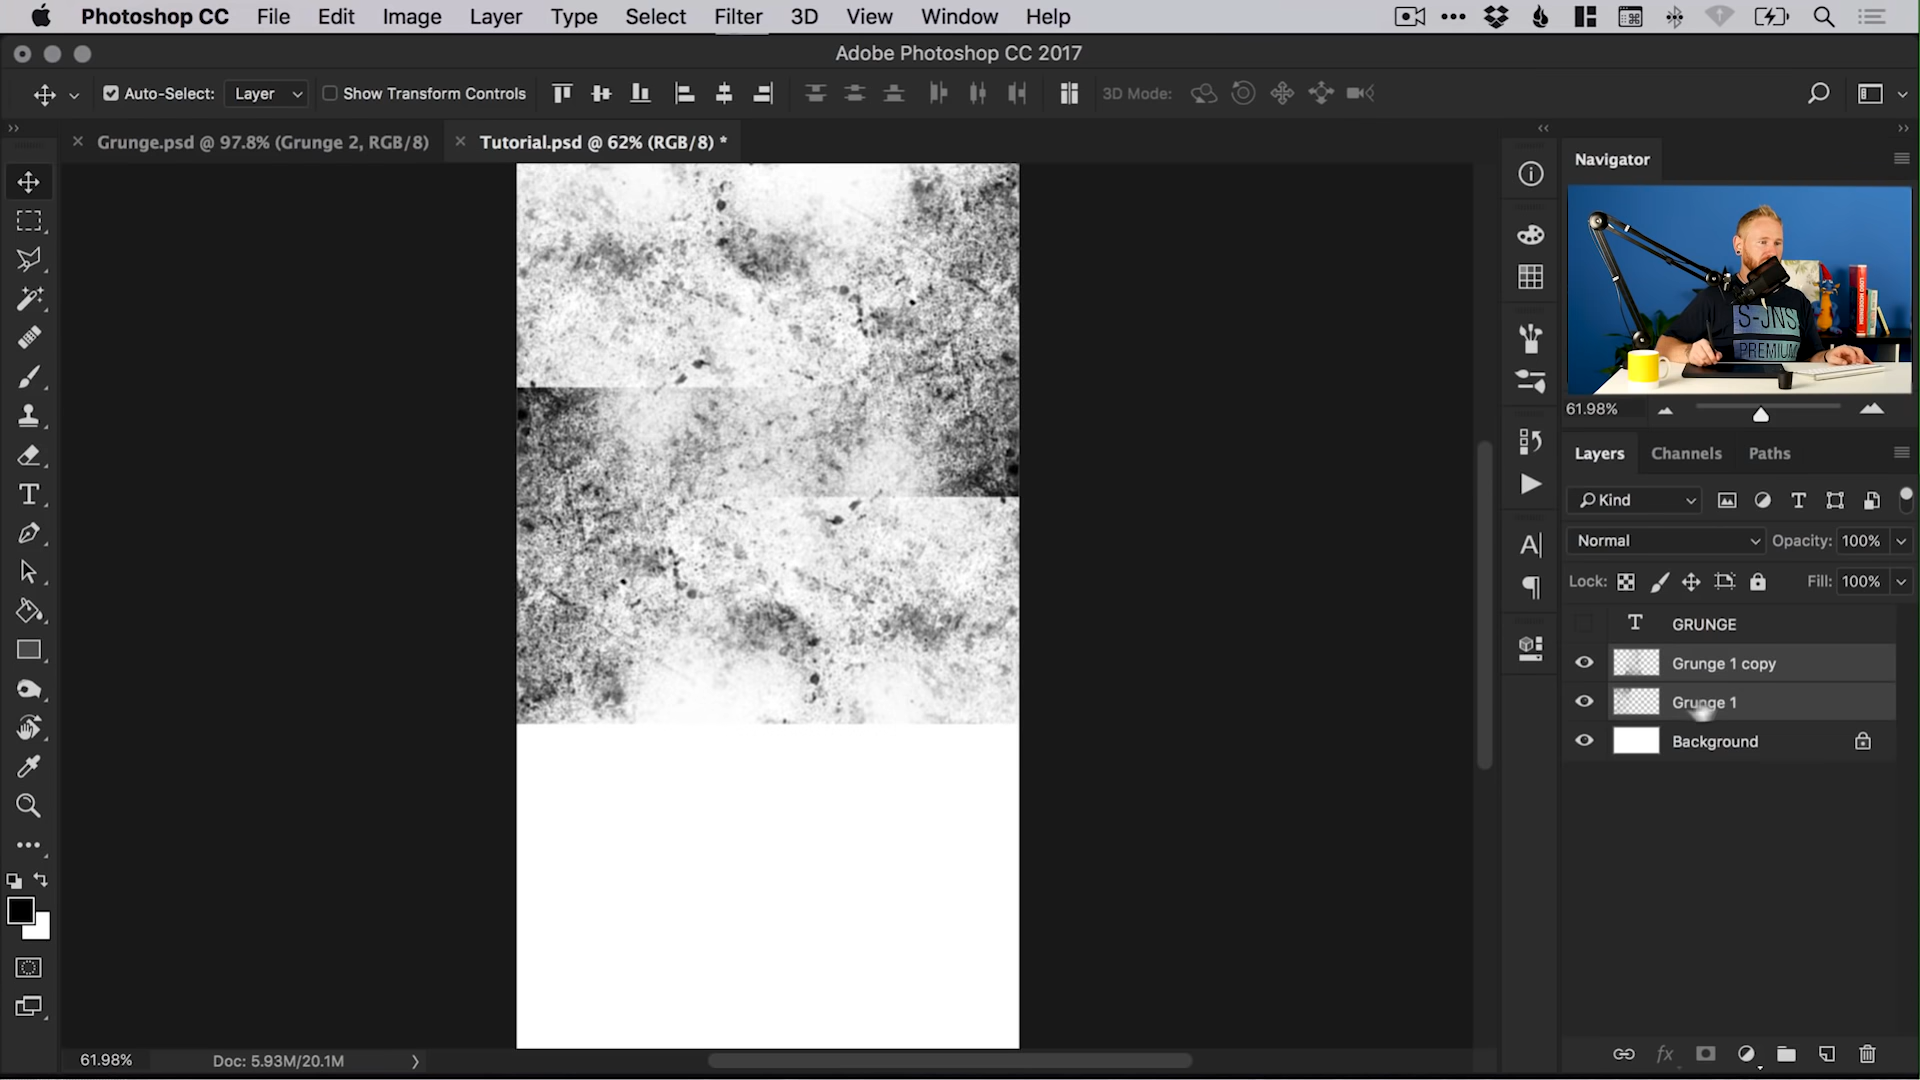 Photoshop CC File Edit Image Layer Type Select Filter 3D View Window Help
Adobe Photoshop CC 2017
Auto-Select: Layer Show Transform Controls 3D Mode:
Grunge.psd @ 97.8% (Grunge 2, RGB/8) Tutorial.psd @ 62% (RGB/8) *
Navigator
S-JNS
PREMIUM
61.98%
Layers Channels Paths
Kind
Normal Opacity: 100%
Lock: Fill: 100%
GRUNGE
Grunge 1 copy
Grunge 1
Background
61.98% Doc: 5.93M/20.1M